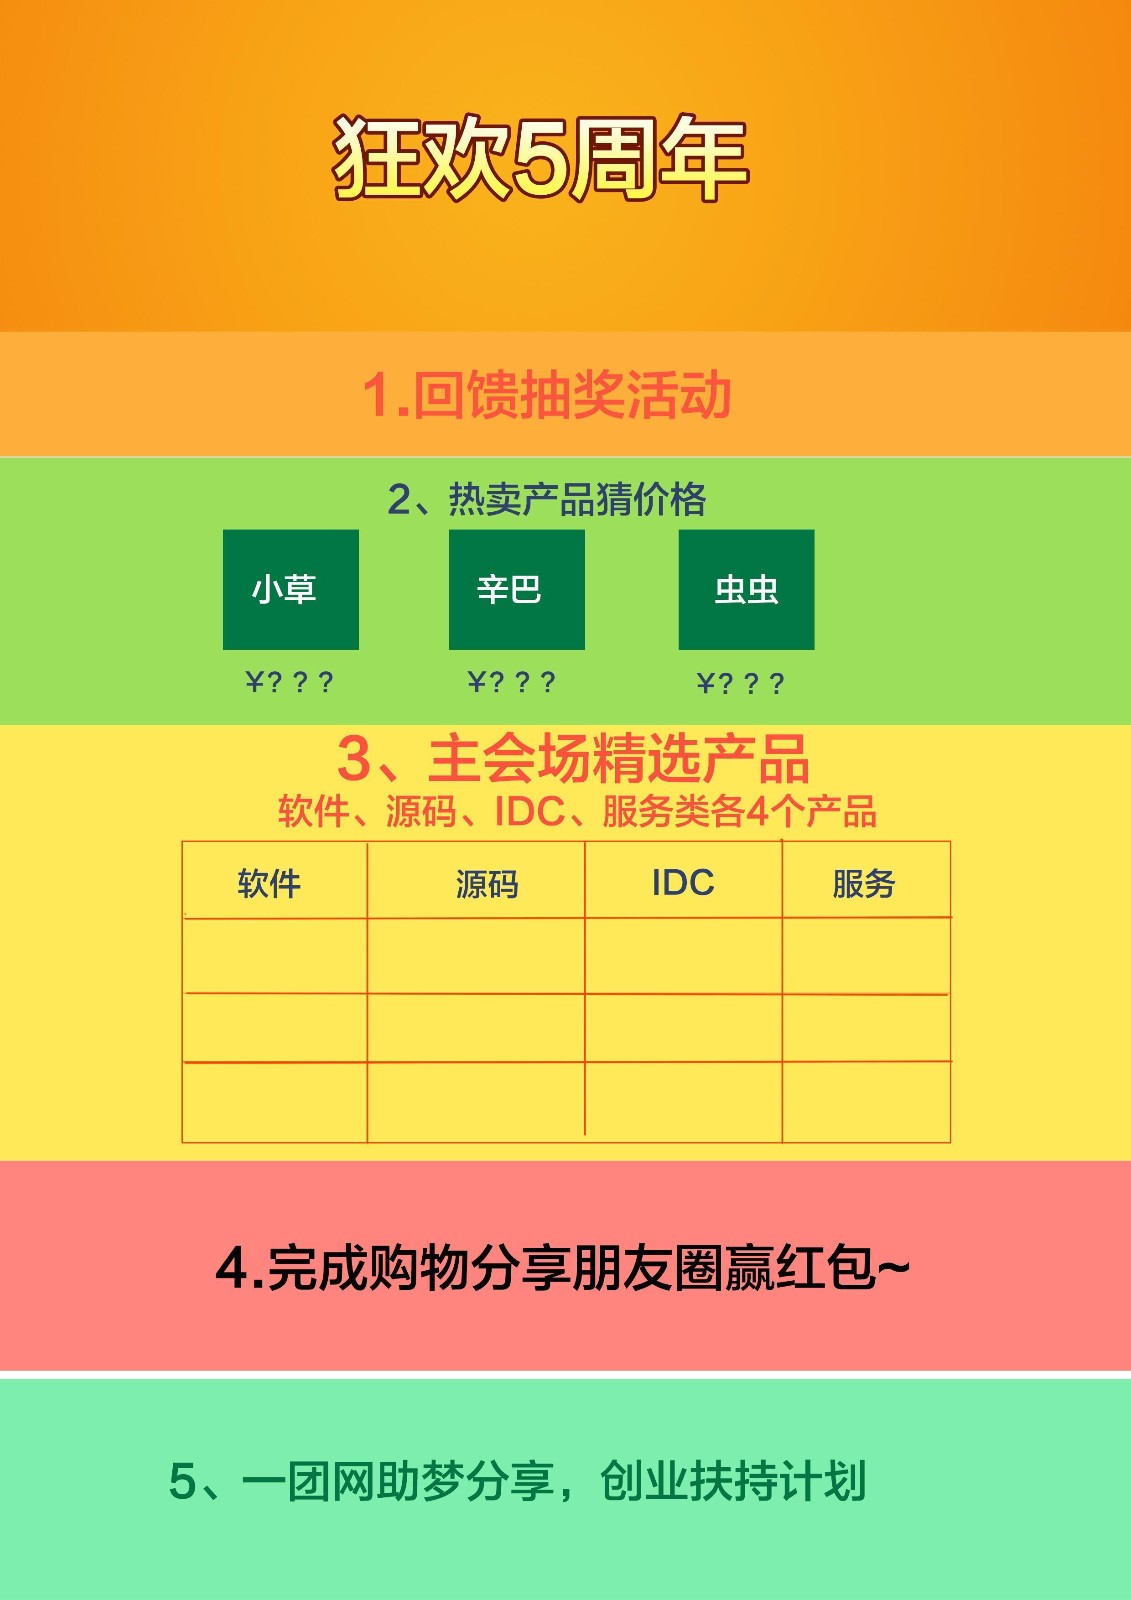 狂欢5周年
1.回馈抽奖活动
2、热卖产品猜价格
小草 辛巴 虫虫
¥？？？ ¥？？？ ¥？？？
3、主会场精选产品
软件、源码、IDC、服务类各4个产品
软件 源码 IDC 服务
4.完成购物分享朋友圈赢红包~
5、一团网助梦分享，创业扶持计划